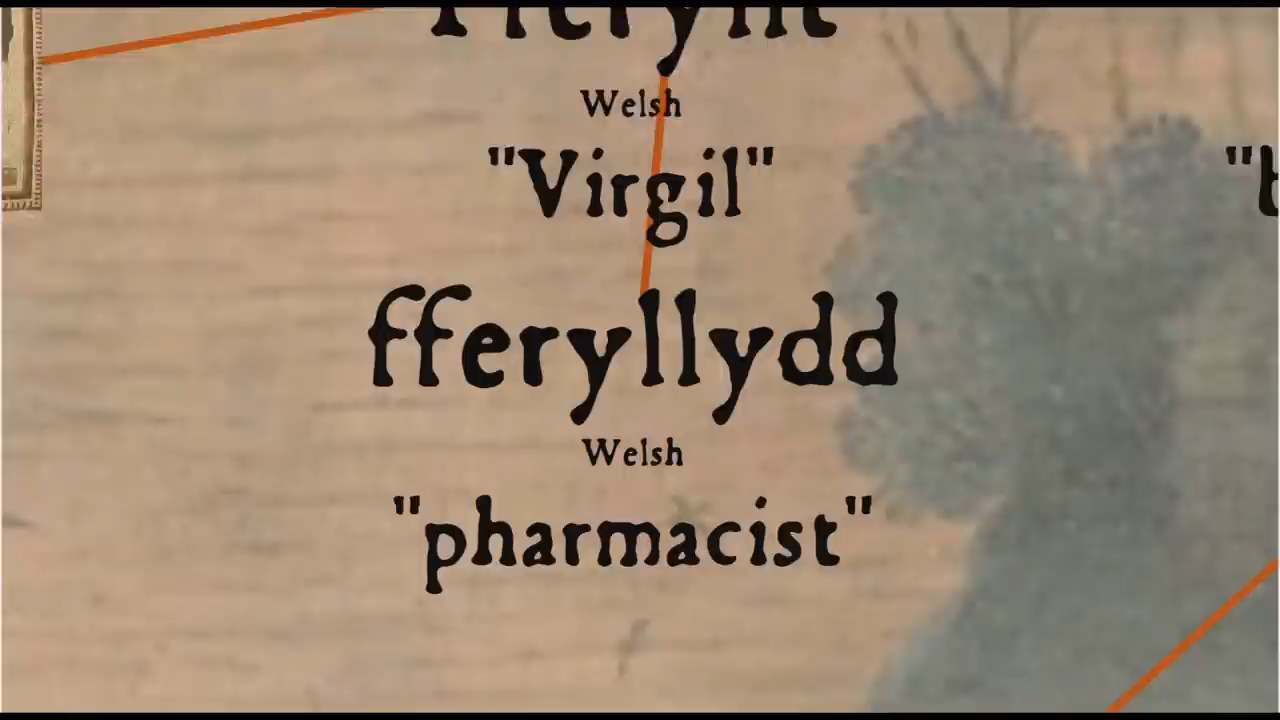 Welsh
"Virgil"
fferyllydd
Welsh
"pharmacist"